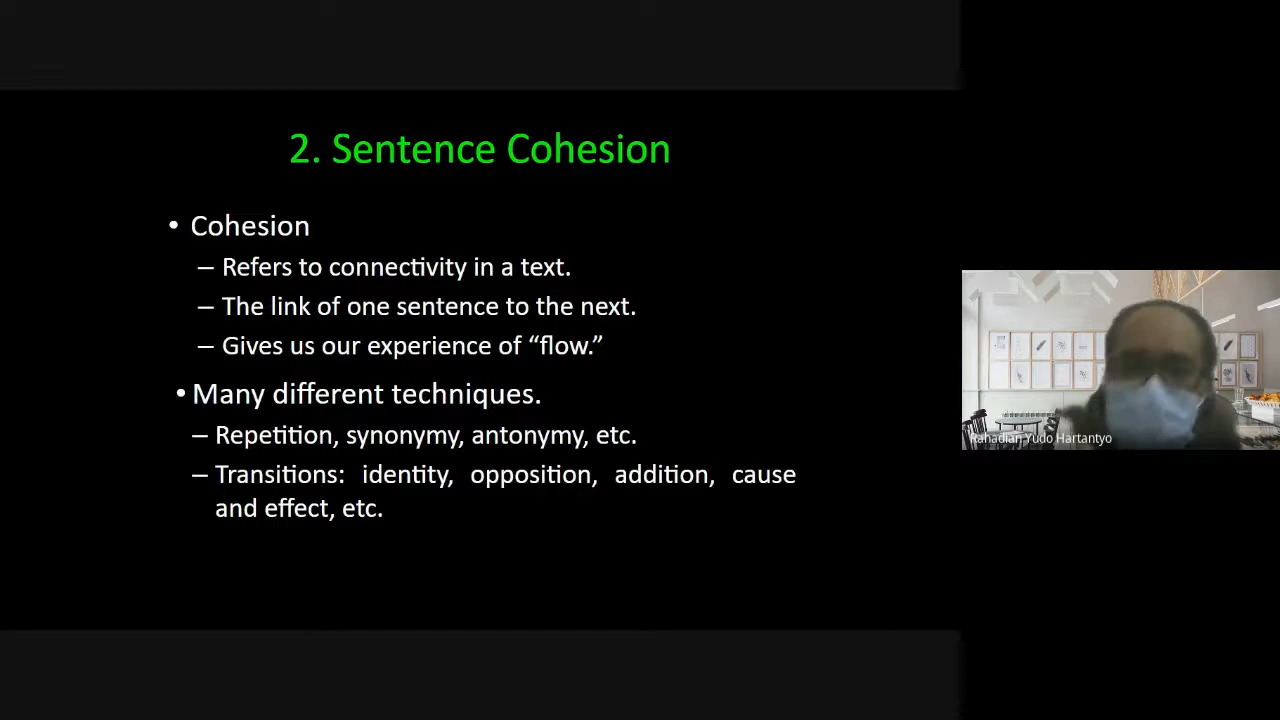 2. Sentence Cohesion
• Cohesion
– Refers to connectivity in a text.
– The link of one sentence to the next.
– Gives us our experience of “flow.”
• Many different techniques.
– Repetition, synonymy, antonymy, etc.
– Transitions: identity, opposition, addition, cause
and effect, etc.
Rahadian Yudo Hartantyo